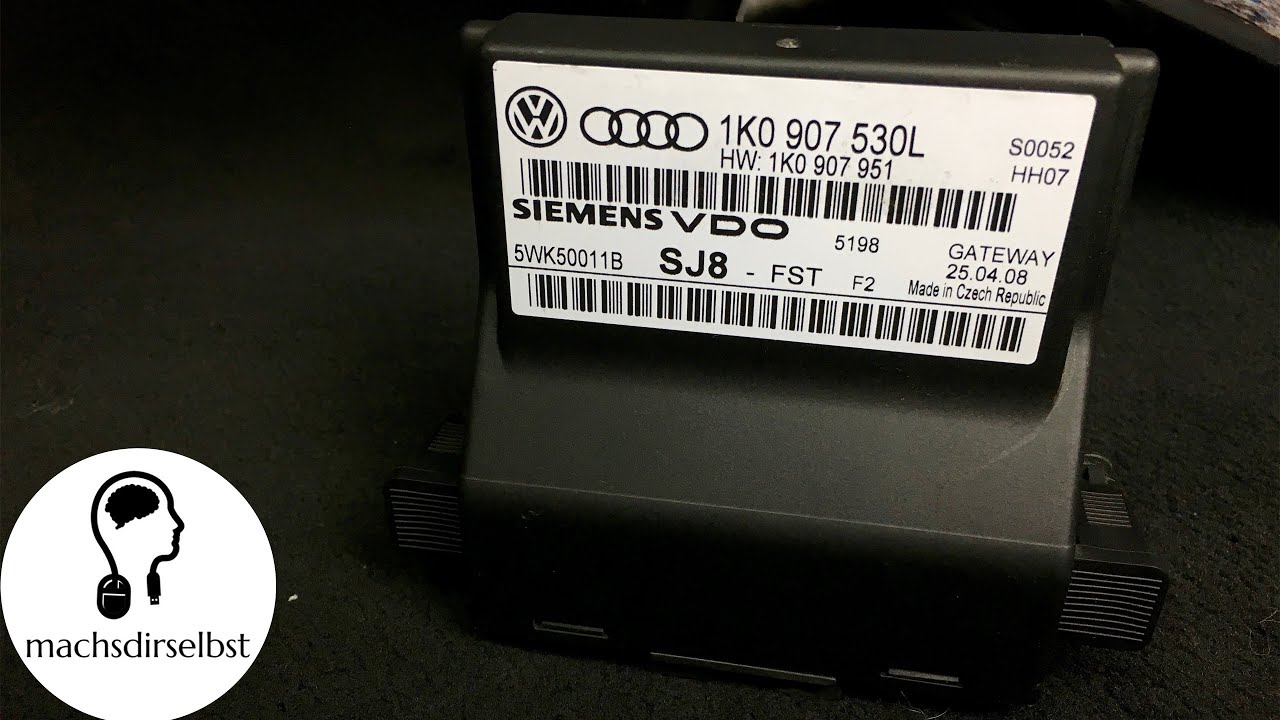 1K0 907 530L
HW: 1K0 907 951
S0052
HH07
SIEMENS VDO
5198
GATEWAY
25.04.08
5WK50011B SJ8 - FST F2
Made in Czech Republic
machsdirselbst